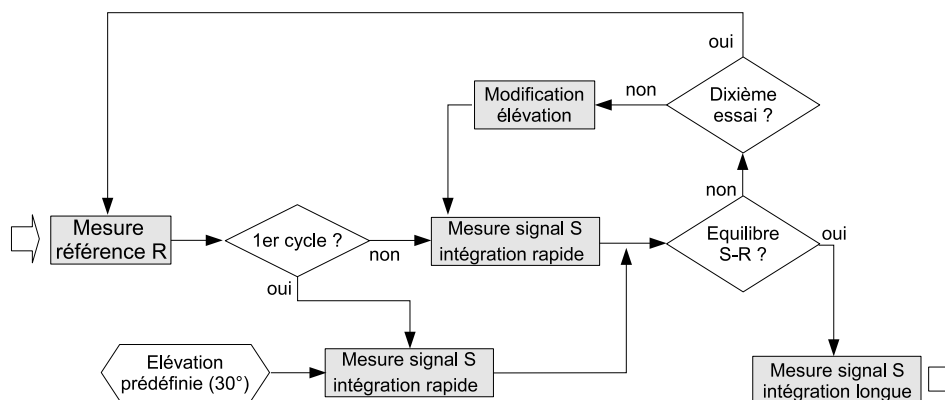 oui
Modification
élévation
non
Dixième
essai ?
Mesure
référence R
1er cycle ?
non
oui
Mesure signal S
intégration rapide
non
Equilibre
S-R ?
oui
Elévation
prédéfinie (30°)
Mesure signal S
intégration rapide
Mesure signal S
intégration longue